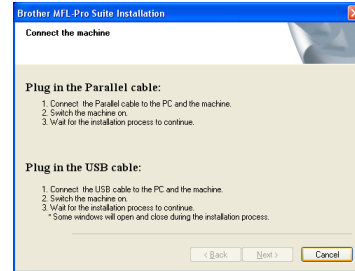 Brother MFL-Pro Suite Installation
Connect the machine
Plug in the Parallel cable:
1. Connect the Parallel cable to the PC and the machine.
2. Switch the machine on.
3. Wait for the installation process to continue.
Plug in the USB cable:
1. Connect the USB cable to the PC and the machine.
2. Switch the machine on.
3. Wait for the installation process to continue.
* Some windows will open and close during the installation process.
< Back Next > Cancel